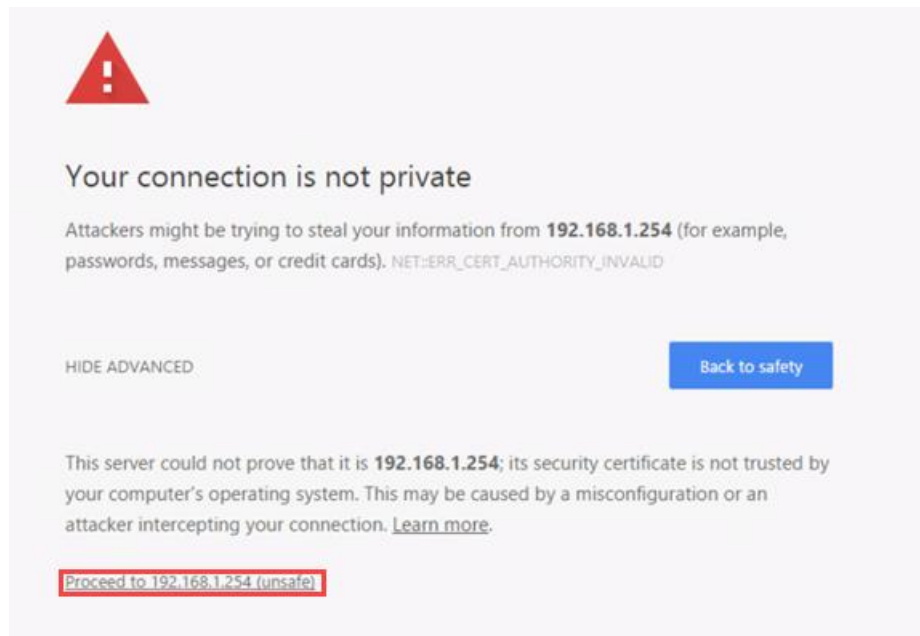 Your connection is not private
Attackers might be trying to steal your information from 192.168.1.254 (for example,
passwords, messages, or credit cards). NET::ERR_CERT_AUTHORITY_INVALID
HIDE ADVANCED
Back to safety
This server could not prove that it is 192.168.1.254; its security certificate is not trusted by
your computer's operating system. This may be caused by a misconfiguration or an
attacker intercepting your connection. Learn more.
Proceed to 192.168.1.254 (unsafe)